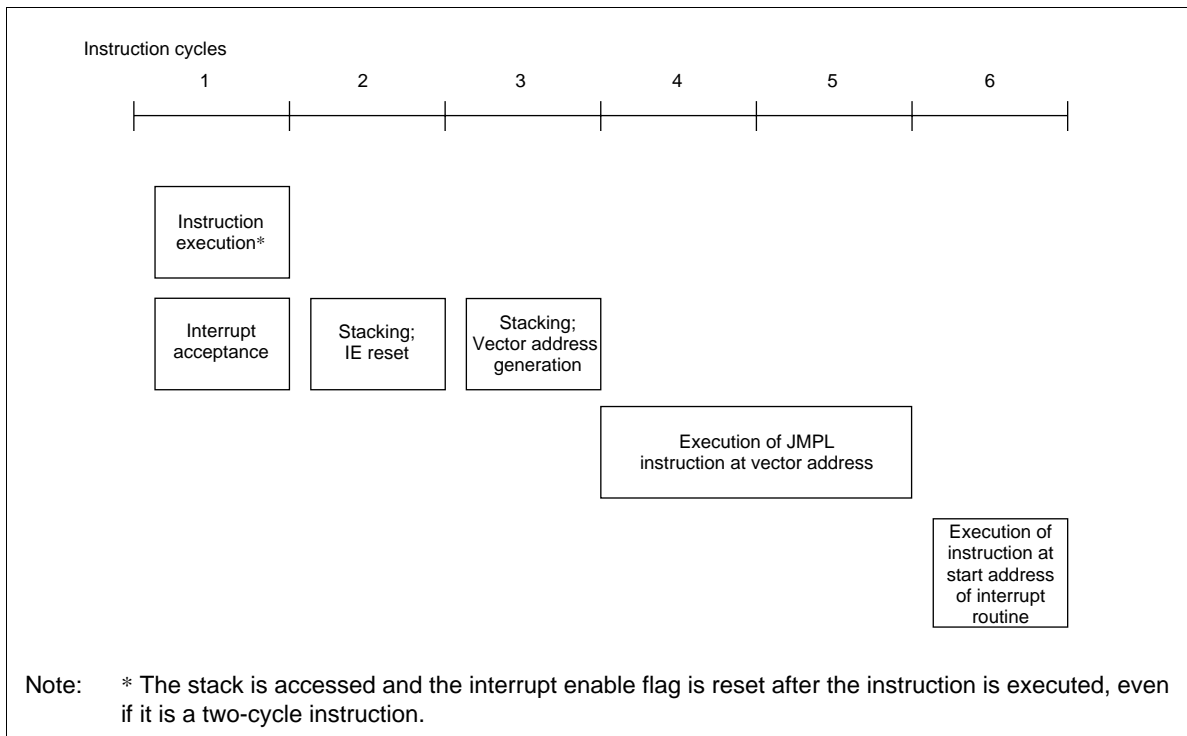 Instruction cycles
1 2 3 4 5 6
Instruction
execution*
Interrupt
acceptance
Stacking;
IE reset
Stacking;
Vector address
generation
Execution of JMPL
instruction at vector address
Execution of
instruction at
start address
of interrupt
routine
Note: * The stack is accessed and the interrupt enable flag is reset after the instruction is executed, even
if it is a two-cycle instruction.